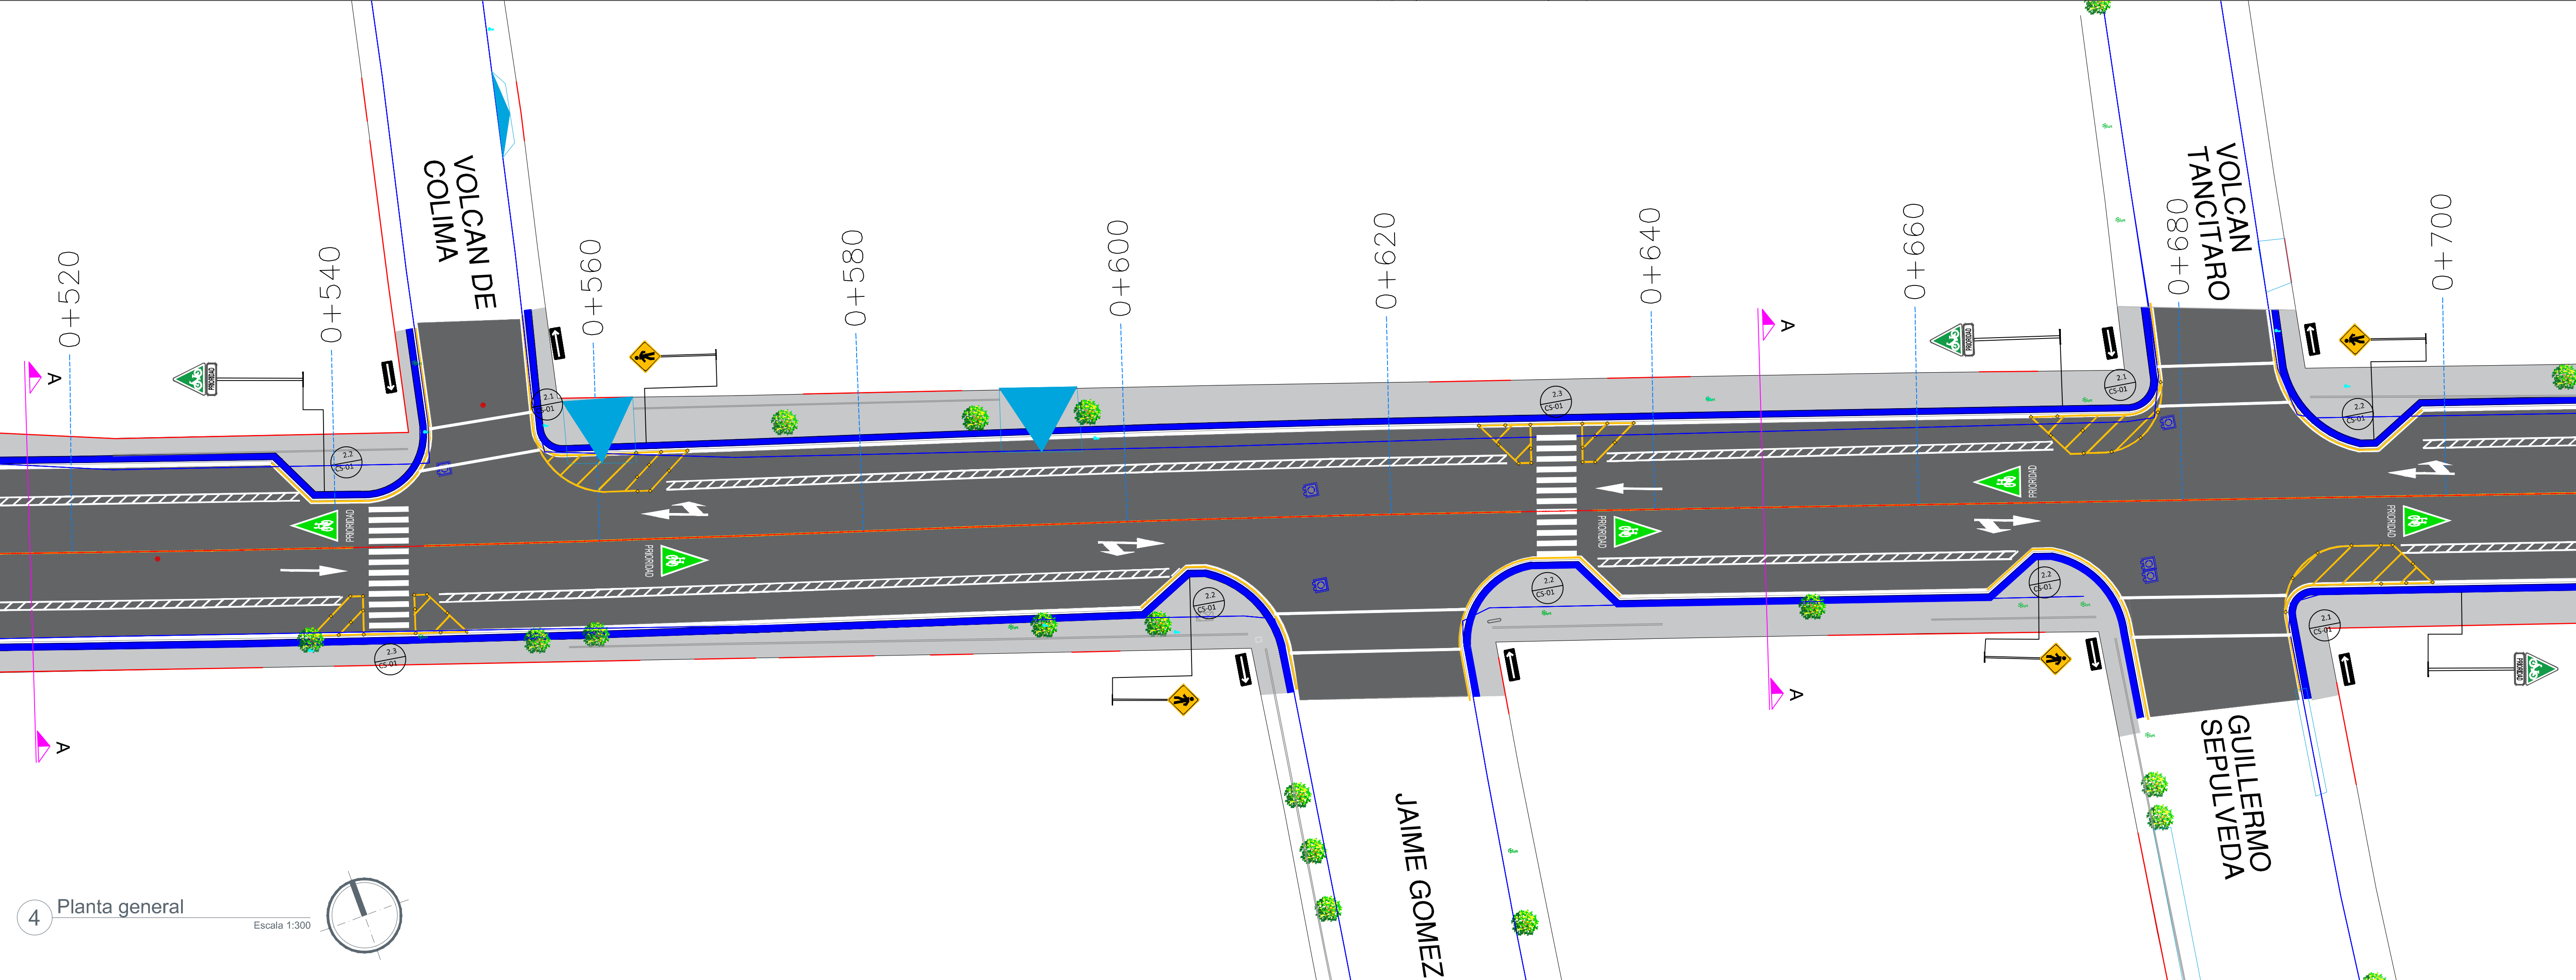 VOLCAN DE
COLIMA
VOLCAN
TANCITARO
0+520
0+540
0+560
0+580
0+600
0+620
0+640
0+660
0+680
0+700
A
A
PRIORIDAD
PRIORIDAD
2.1
CS-01
2.3
CS-01
2.1
CS-01
2.2
CS-01
2.2
CS-01
PRIORIDAD
PRIORIDAD
PRIORIDAD
PRIORIDAD
PRIORIDAD
2.2
CS-01
2.2
CS-01
2.2
CS-01
2.1
CS-01
2.3
CS-01
PRIORIDAD
A
A
GUILLERMO
SEPULVEDA
JAIME GOMEZ
4
Planta general
Escala 1:300